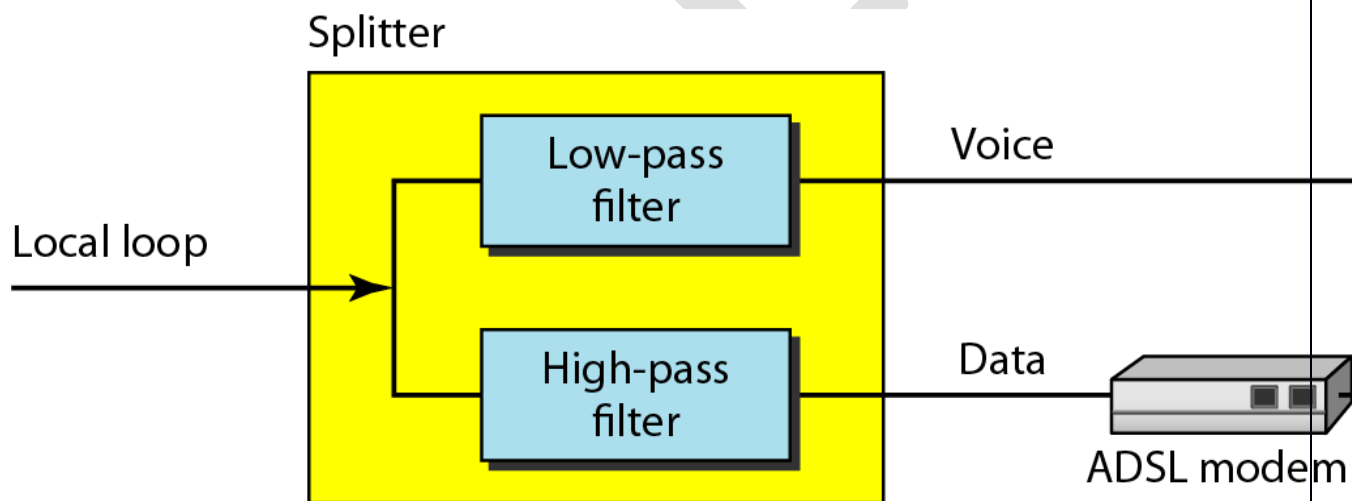 Splitter
Low-pass
filter
Voice
Local loop
High-pass
filter
Data
ADSL modem